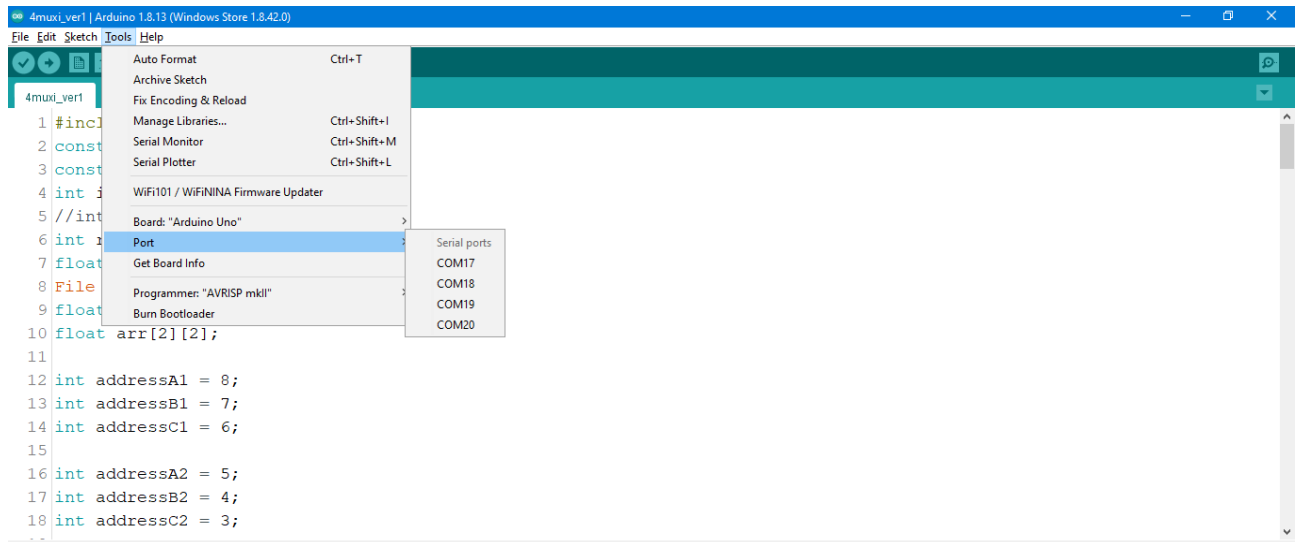 4muxi_ver1 | Arduino 1.8.13 (Windows Store 1.8.42.0)
File Edit Sketch Tools Help
Auto Format Ctrl+T
Archive Sketch
4muxi_ver1
Fix Encoding & Reload
Manage Libraries... Ctrl+Shift+I
Serial Monitor Ctrl+Shift+M
Serial Plotter Ctrl+Shift+L
WiFi101 / WiFiNINA Firmware Updater
Board: "Arduino Uno"
Port
Get Board Info
Programmer: "AVRISP mkII"
Burn Bootloader
Serial ports
COM17
COM18
COM19
COM20
1 #incl
2 const
3 const
4 int i
5 //int
6 int r
7 float
8 File
9 float
10 float arr[2][2];
11
12 int addressA1 = 8;
13 int addressB1 = 7;
14 int addressC1 = 6;
15
16 int addressA2 = 5;
17 int addressB2 = 4;
18 int addressC2 = 3;